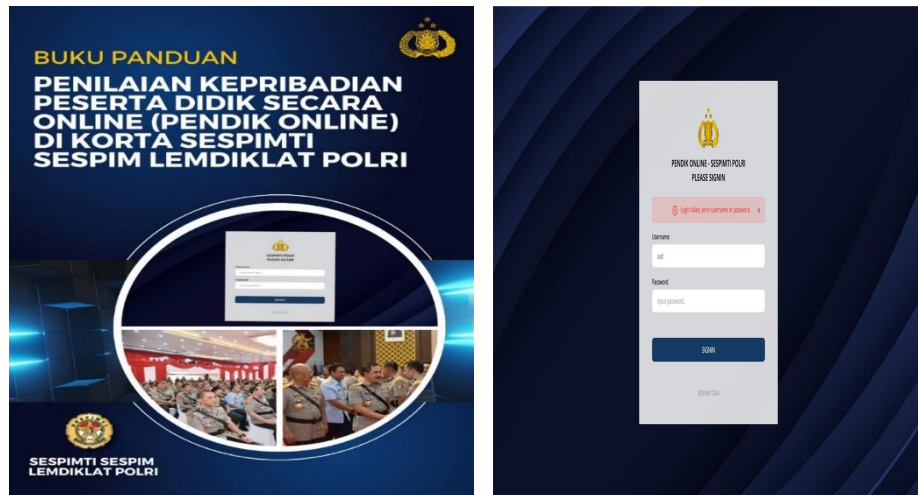 BUKU PANDUAN
PENILAIAN KEPRIBADIAN
PESERTA DIDIK SECARA
ONLINE (PENDIK ONLINE)
DI KORTA SESPIMTI
SESPIM LEMDIKLAT POLRI
SESPIMTI POLRI
PLEASE SIGNIN
SESPIMTI SESPIM
LEMDIKLAT POLRI
PENDIK ONLINE - SESPIMTI POLRI
PLEASE SIGNIN
Login failed, error username or password x
Username
asd
Password
Input password..
SIGNIN